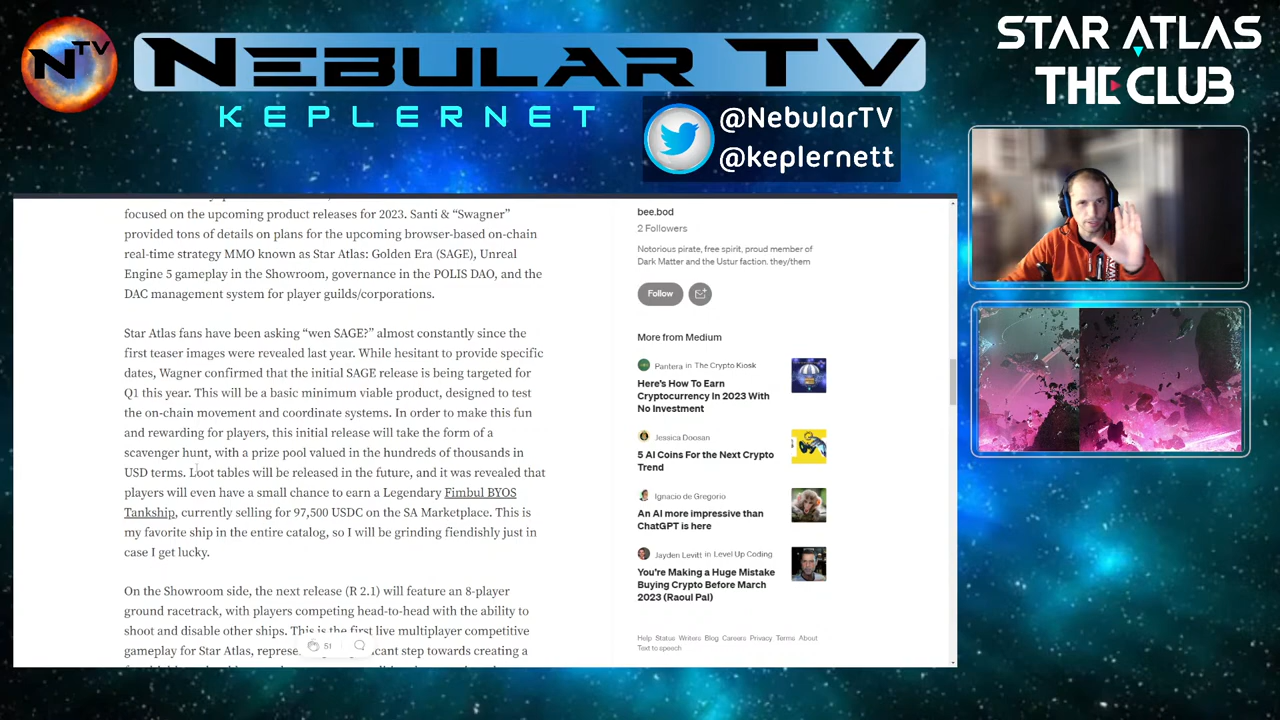 N TV
NEBULAR TV
KEPLERNET
@NebularTV
@keplernett
STAR ATLAS
THE CLUB
focused on the upcoming product releases for 2023. Santi & “Swagner”
provided tons of details on plans for the upcoming browser-based on-chain
real-time strategy MMO known as Star Atlas: Golden Era (SAGE), Unreal
Engine 5 gameplay in the Showroom, governance in the POLIS DAO, and the
DAC management system for player guilds/corporations.
Star Atlas fans have been asking “wen SAGE?” almost constantly since the
first teaser images were revealed last year. While hesitant to provide specific
dates, Wagner confirmed that the initial SAGE release is being targeted for
Q1 this year. This will be a basic minimum viable product, designed to test
the on-chain movement and coordinate systems. In order to make this fun
and rewarding for players, this initial release will take the form of a
scavenger hunt, with a prize pool valued in the hundreds of thousands in
USD terms. Loot tables will be released in the future, and it was revealed that
players will even have a small chance to earn a Legendary Fimbul BYOS
Tankship, currently selling for 97,500 USDC on the SA Marketplace. This is
my favorite ship in the entire catalog, so I will be grinding fiendishly just in
case I get lucky.
On the Showroom side, the next release (R 2.1) will feature an 8-player
ground racetrack, with players competing head-to-head with the ability to
shoot and disable other ships. This is the first live multiplayer competitive
gameplay for Star Atlas, step towards creating a
51
bee.bod
2 Followers
Notorious pirate, free spirit, proud member of
Dark Matter and the Ustur faction. they/them
Follow
More from Medium
Pantera in The Crypto Kiosk
Here's How To Earn
Cryptocurrency In 2023 With
No Investment
Jessica Doosan
5 AI Coins For the Next Crypto
Trend
Ignacio de Gregorio
An AI more impressive than
ChatGPT is here
Jayden Levitt in Level Up Coding
You're Making a Huge Mistake
Buying Crypto Before March
2023 (Raoul Pal)
Help Status Writers Blog Careers Privacy Terms About
Text to speech